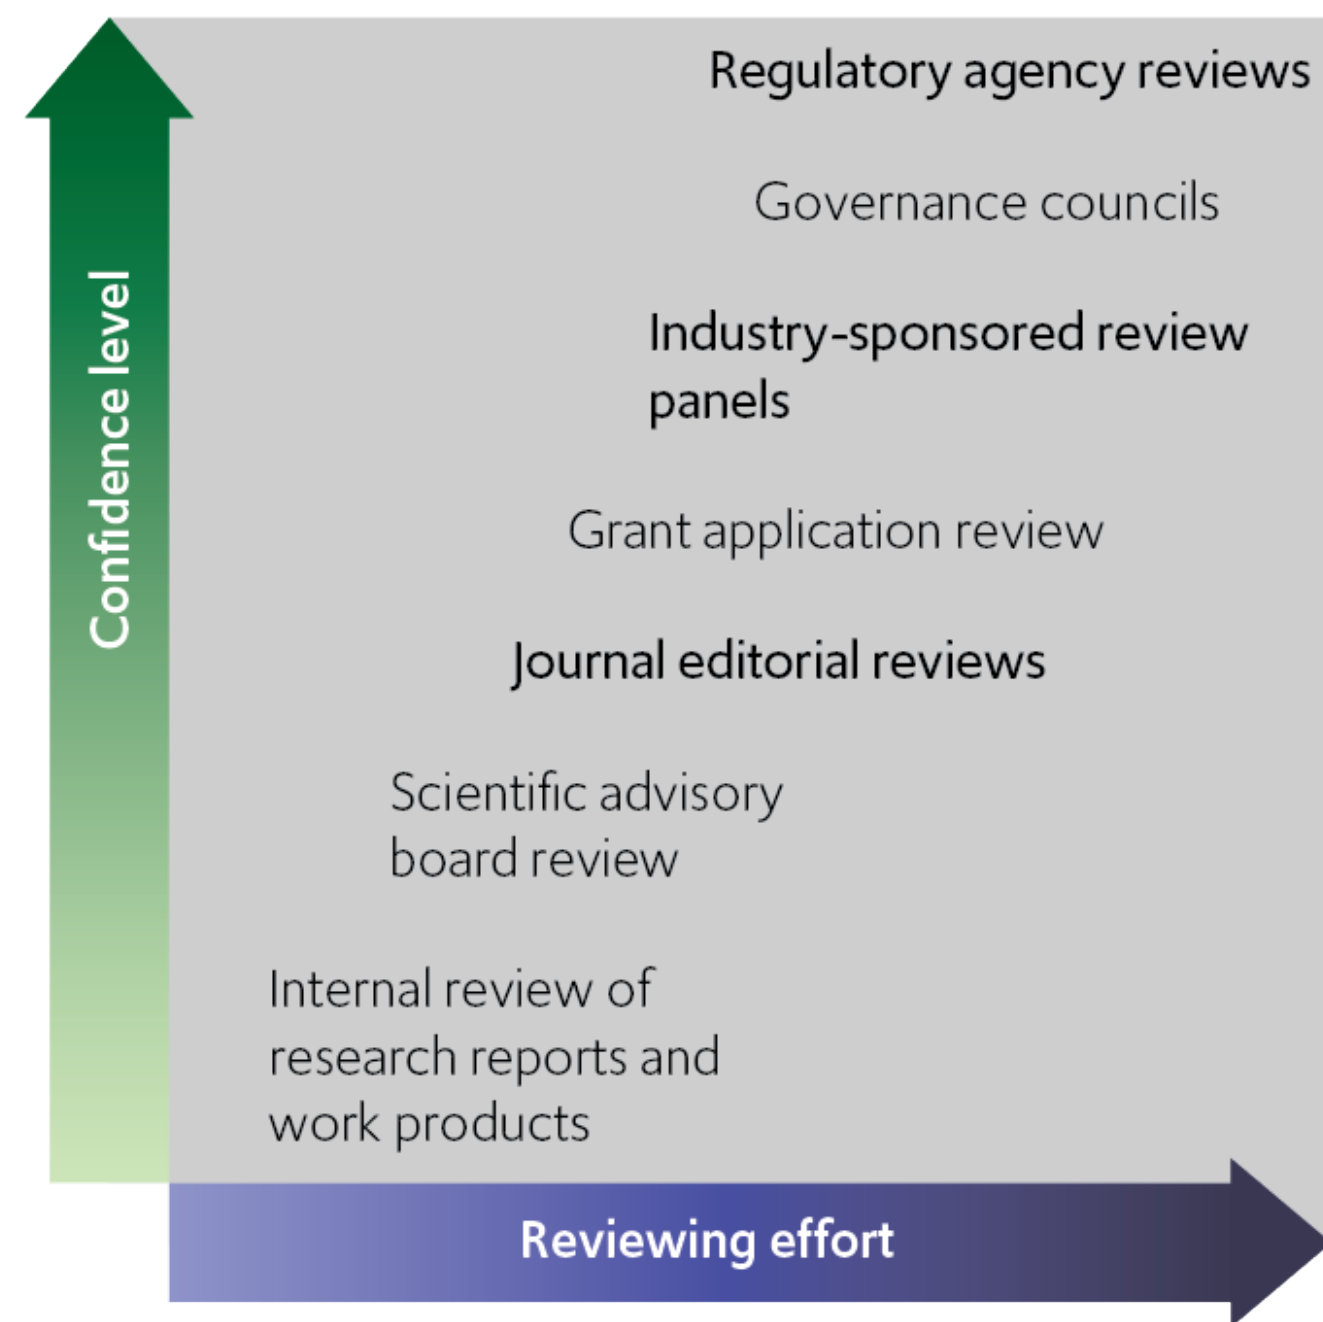 Regulatory agency reviews
Governance councils
Industry-sponsored review
panels
Grant application review
Journal editorial reviews
Scientific advisory
board review
Internal review of
research reports and
work products
Confidence level
Reviewing effort